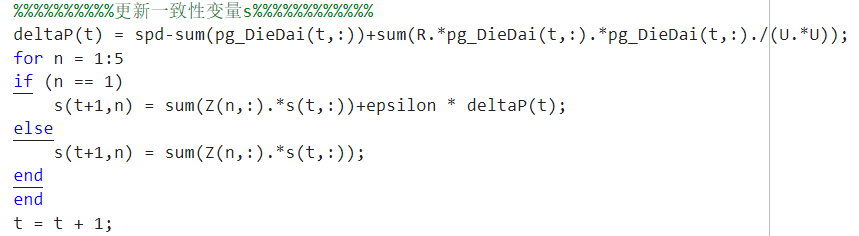 %%%%%%%%%%更新一致性变量s%%%%%%%%%%%%
deltaP(t) = spd-sum(pg_DieDai(t,:))+sum(R.*pg_DieDai(t,:).*pg_DieDai(t,:)./(U.*U));
for n = 1:5
if (n == 1)
    s(t+1,n) = sum(Z(n,:).*s(t,:))+epsilon * deltaP(t);
else
    s(t+1,n) = sum(Z(n,:).*s(t,:));
end
end
t = t + 1;